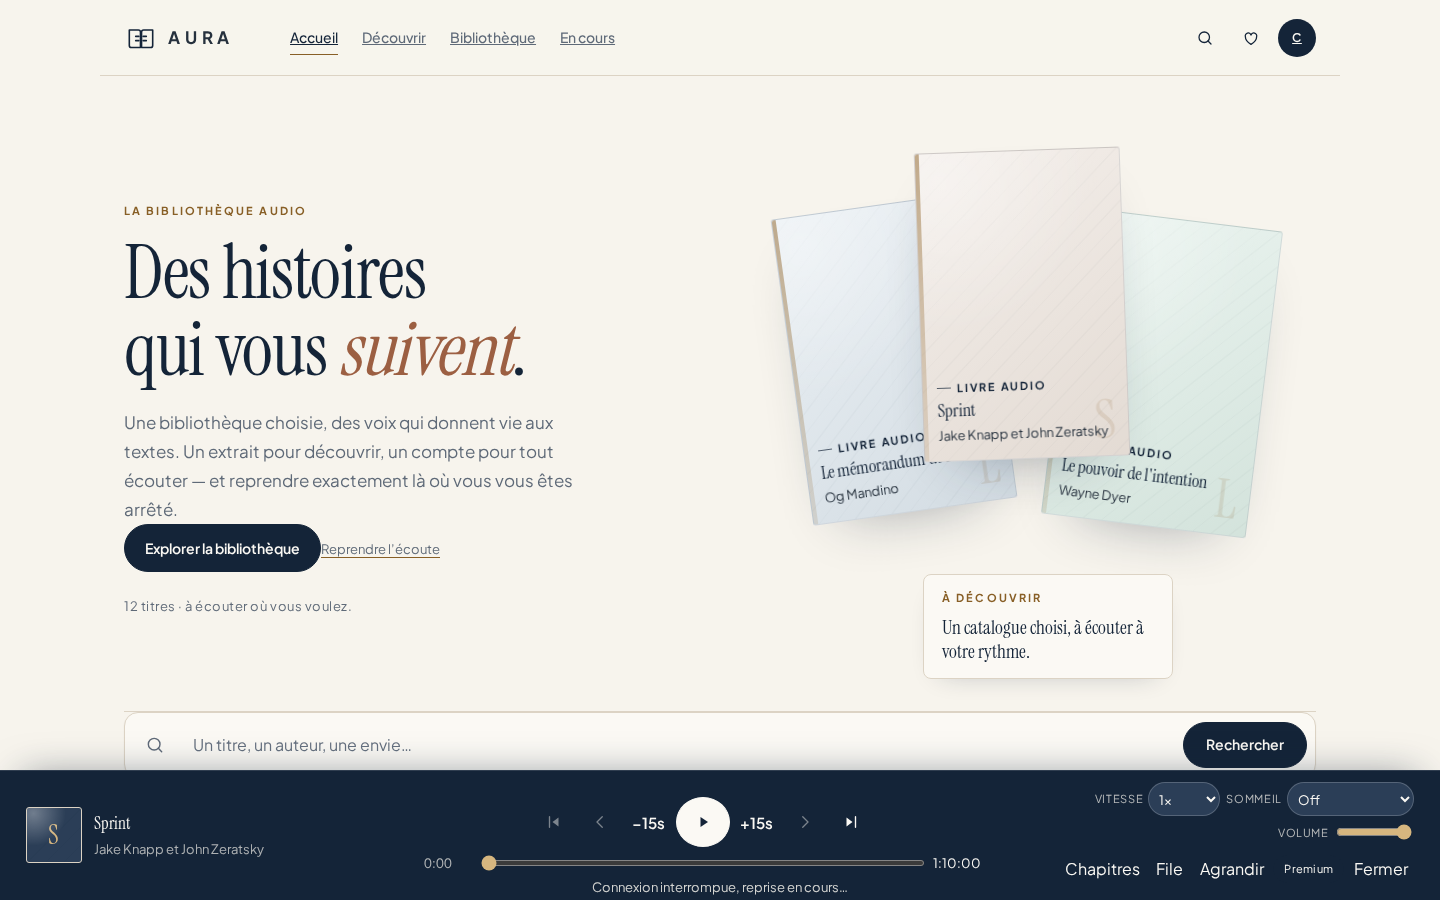 AURA
Accueil
Découvrir
Bibliothèque
En cours
C
LA BIBLIOTHÈQUE AUDIO
Des histoires
qui vous suivent.
Une bibliothèque choisie, des voix qui donnent vie aux
textes. Un extrait pour découvrir, un compte pour tout
écouter — et reprendre exactement là où vous vous êtes
arrêté.
Explorer la bibliothèque
Reprendre l'écoute
12 titres · à écouter où vous voulez.
— LIVRE AUDIO
Le mémorandum
Og Mandino
L
— LIVRE AUDIO
Sprint
Jake Knapp et John Zeratsky
S
AUDIO
Le pouvoir de l'intention
Wayne Dyer
L
À DÉCOUVRIR
Un catalogue choisi, à écouter à
votre rythme.
Un titre, un auteur, une envie…
Rechercher
S
Sprint
Jake Knapp et John Zeratsky
−15s
+15s
0:00
1:10:00
Connexion interrompue, reprise en cours…
VITESSE
1×
SOMMEIL
Off
VOLUME
Chapitres
File
Agrandir
Premium
Fermer